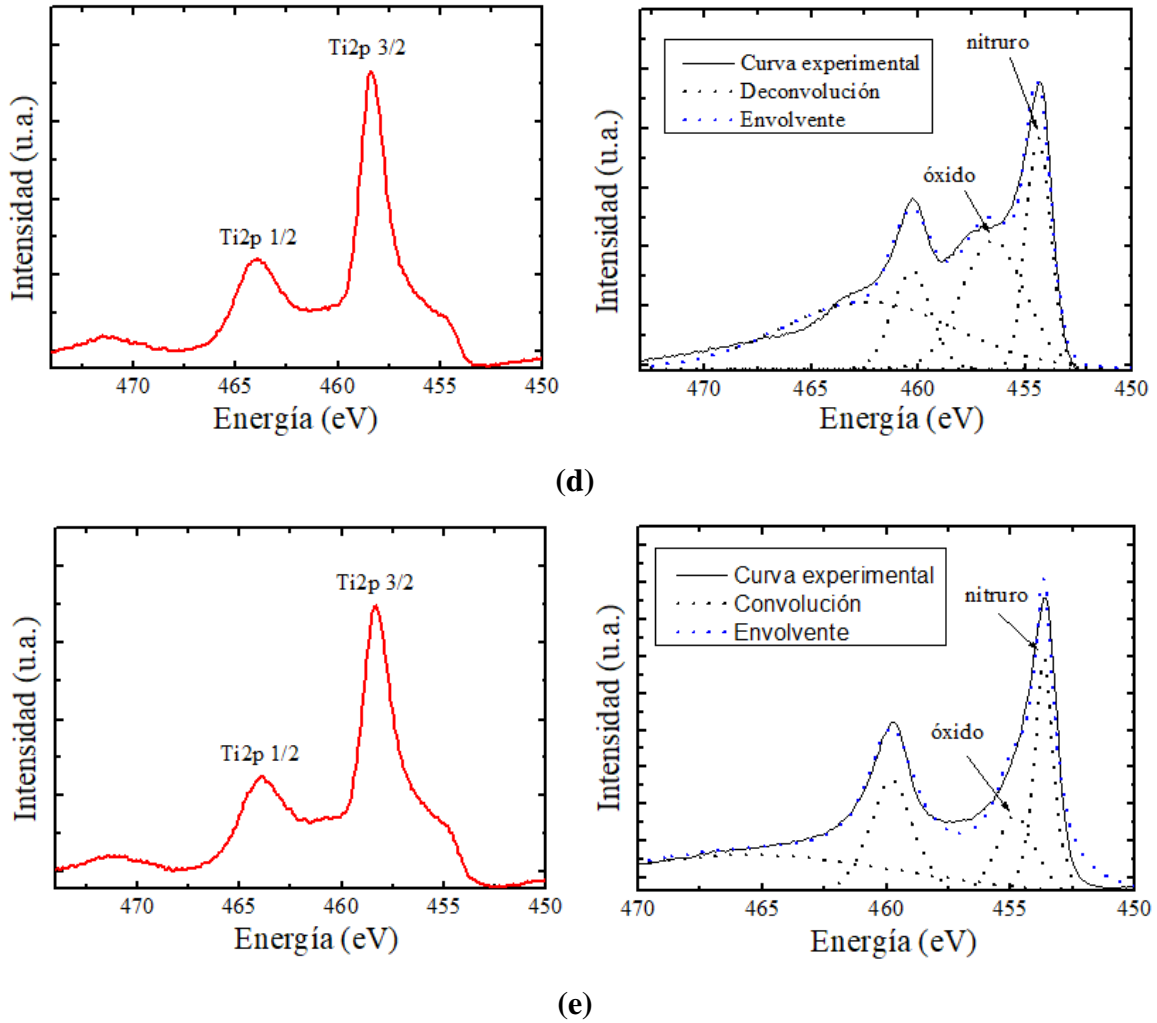 Ti2p 3/2
Ti2p 1/2
Intensidad (u.a.)
470 465 460 455 450
Energía (eV)
Curva experimental
Deconvolución
Envolvente
nitruro
óxido
Intensidad (u.a.)
470 465 460 455 450
Energía (eV)
(d)
Ti2p 3/2
Ti2p 1/2
Intensidad (u.a.)
470 465 460 455 450
Energía (eV)
Curva experimental
Convolución
Envolvente
nitruro
óxido
Intensidad (u.a.)
470 465 460 455 450
Energía (eV)
(e)